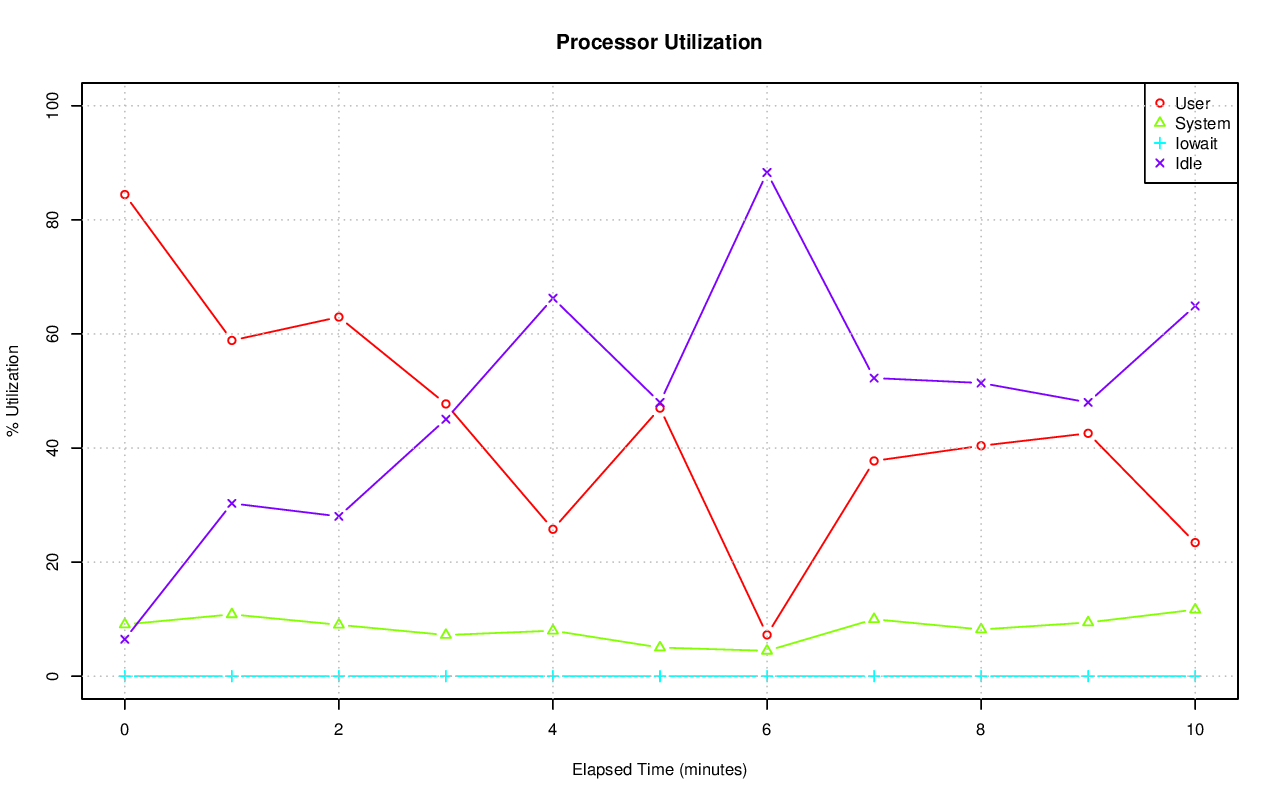 Processor Utilization
User
System
Iowait
Idle
% Utilization
100
80
60
40
20
0
0 2 4 6 8 10
Elapsed Time (minutes)